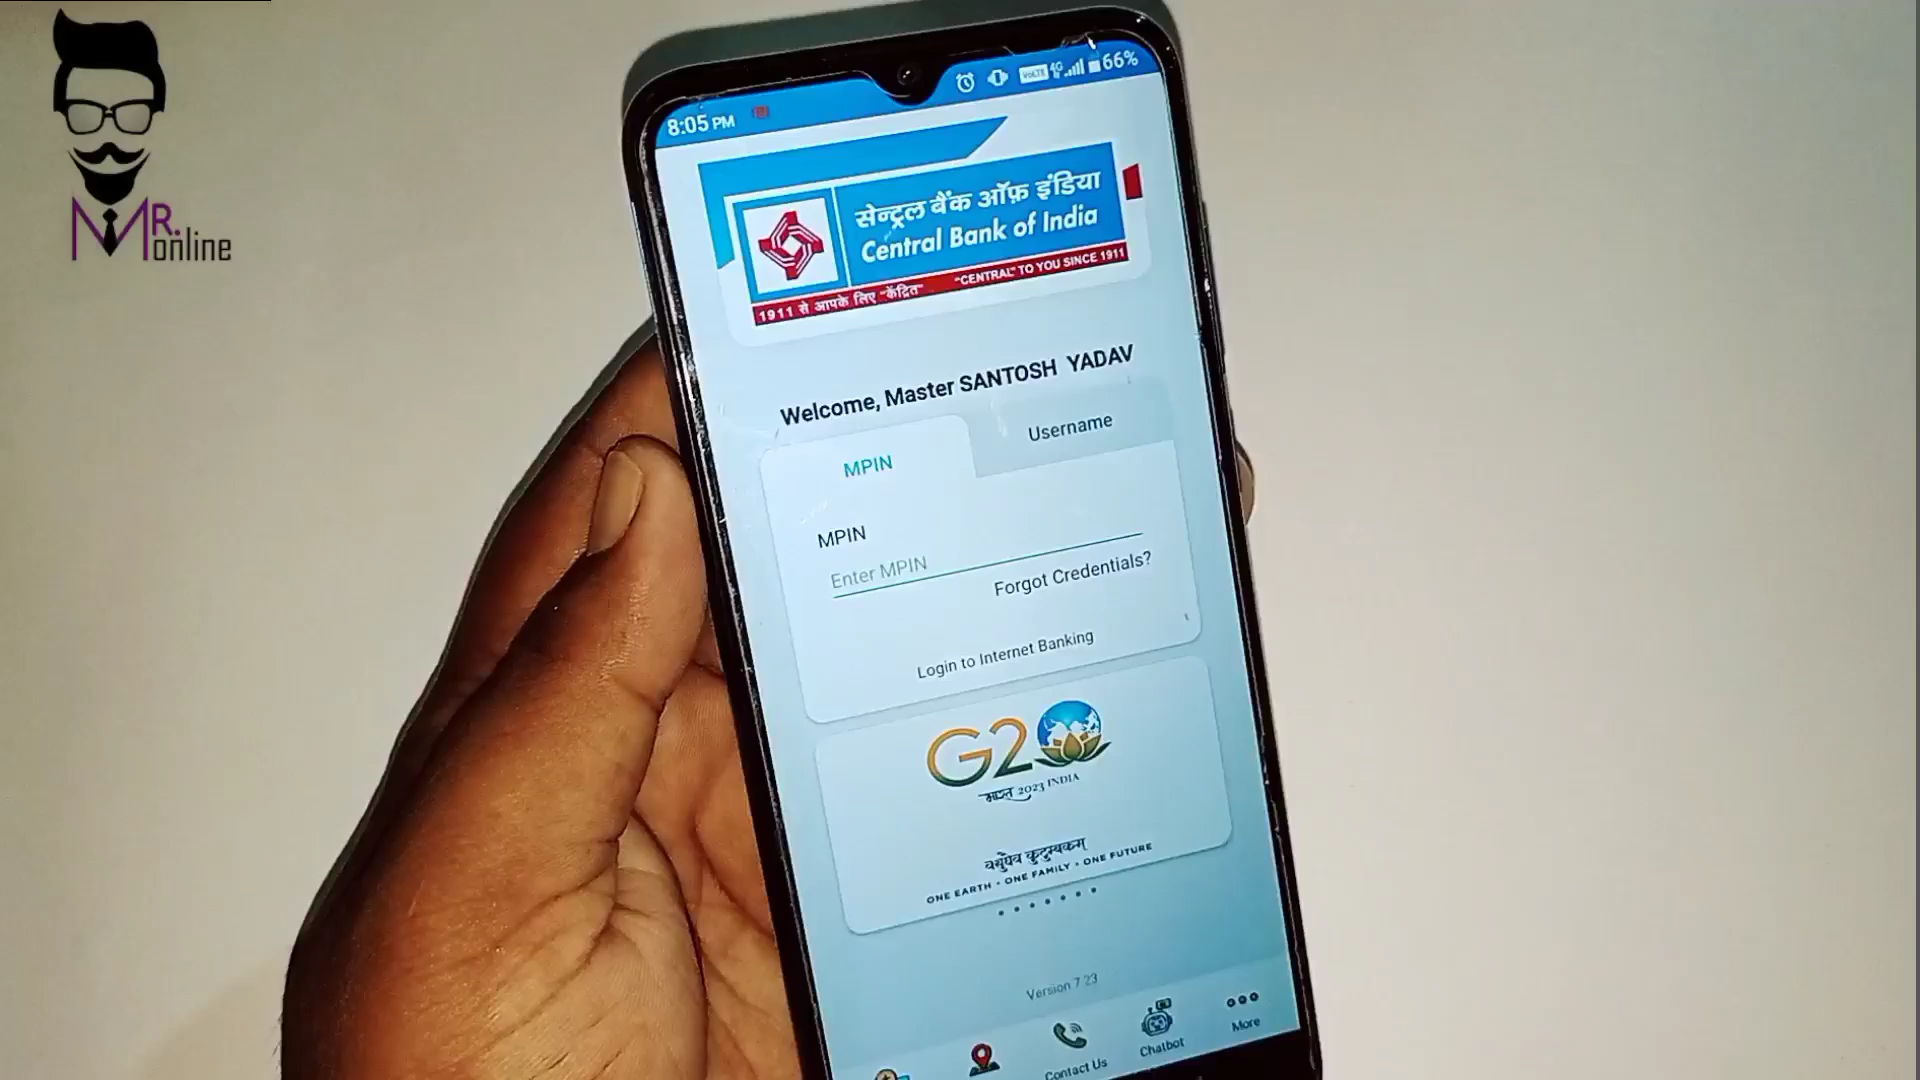 MR.
online
8:05 PM
VoLTE 4G 66%
सेन्ट्रल बैंक ऑफ़ इंडिया
Central Bank of India
1911 से आपके लिए "केंद्रित" "CENTRAL" TO YOU SINCE 1911
Welcome, Master SANTOSH YADAV
MPIN
Username
MPIN
Enter MPIN
Forgot Credentials?
Login to Internet Banking
G20
भारत 2023 INDIA
वसुधैव कुटुम्बकम्
ONE EARTH • ONE FAMILY • ONE FUTURE
Version 7 23
Contact Us
Chatbot
More